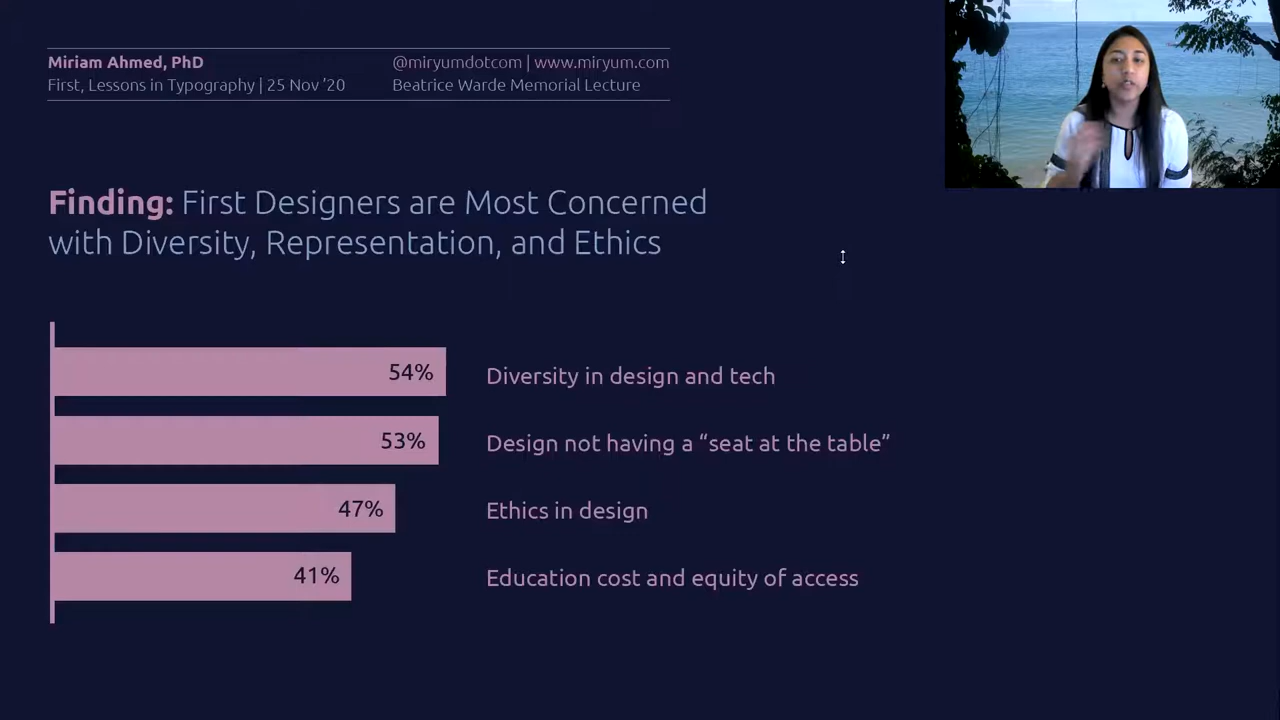 Miriam Ahmed, PhD
First, Lessons in Typography | 25 Nov ’20
@miryumdotcom | www.miryum.com
Beatrice Warde Memorial Lecture
Finding: First Designers are Most Concerned
with Diversity, Representation, and Ethics
54% Diversity in design and tech
53% Design not having a “seat at the table”
47% Ethics in design
41% Education cost and equity of access